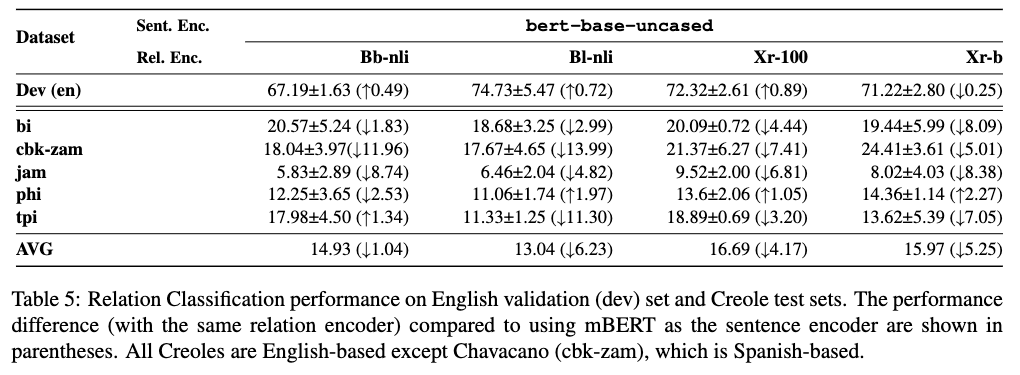 Dataset Sent. Enc. bert-base-uncased
Rel. Enc. Bb-nli Bl-nli Xr-100 Xr-b
Dev (en) 67.19±1.63 (↑0.49) 74.73±5.47 (↑0.72) 72.32±2.61 (↑0.89) 71.22±2.80 (↓0.25)
bi 20.57±5.24 (↓1.83) 18.68±3.25 (↓2.99) 20.09±0.72 (↓4.44) 19.44±5.99 (↓8.09)
cbk-zam 18.04±3.97(↓11.96) 17.67±4.65 (↓13.99) 21.37±6.27 (↓7.41) 24.41±3.61 (↓5.01)
jam 5.83±2.89 (↓8.74) 6.46±2.04 (↓4.82) 9.52±2.00 (↓6.81) 8.02±4.03 (↓8.38)
phi 12.25±3.65 (↓2.53) 11.06±1.74 (↑1.97) 13.6±2.06 (↑1.05) 14.36±1.14 (↑2.27)
tpi 17.98±4.50 (↑1.34) 11.33±1.25 (↓11.30) 18.89±0.69 (↓3.20) 13.62±5.39 (↓7.05)
AVG 14.93 (↓1.04) 13.04 (↓6.23) 16.69 (↓4.17) 15.97 (↓5.25)
Table 5: Relation Classification performance on English validation (dev) set and Creole test sets. The performance
difference (with the same relation encoder) compared to using mBERT as the sentence encoder are shown in
parentheses. All Creoles are English-based except Chavacano (cbk-zam), which is Spanish-based.